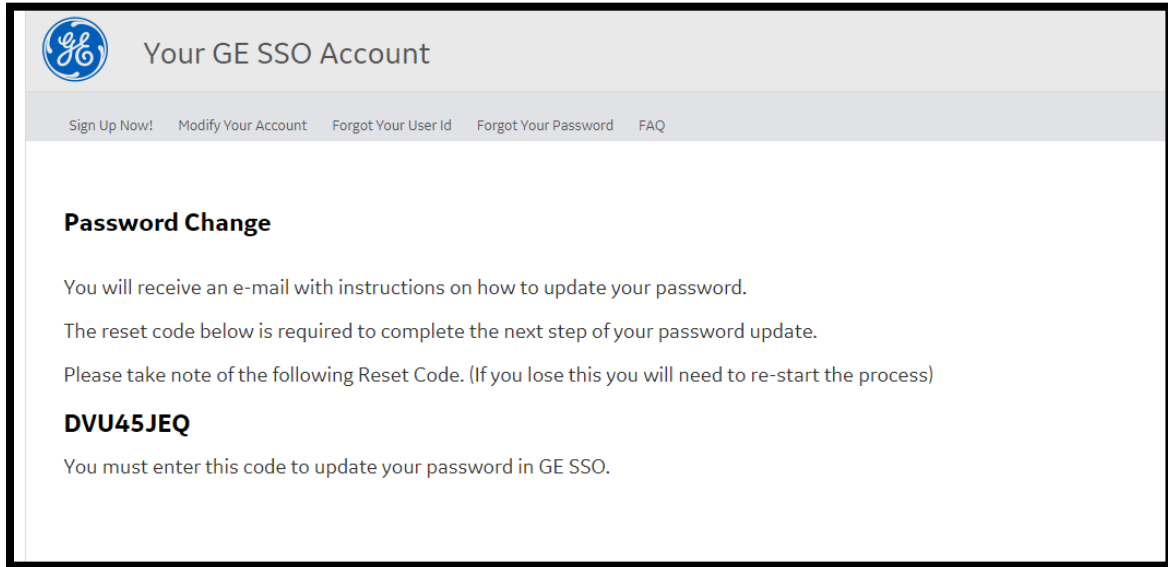 GE
Your GE SSO Account
Sign Up Now! Modify Your Account Forgot Your User Id Forgot Your Password FAQ
Password Change
You will receive an e-mail with instructions on how to update your password.
The reset code below is required to complete the next step of your password update.
Please take note of the following Reset Code. (If you lose this you will need to re-start the process)
DVU45JEQ
You must enter this code to update your password in GE SSO.